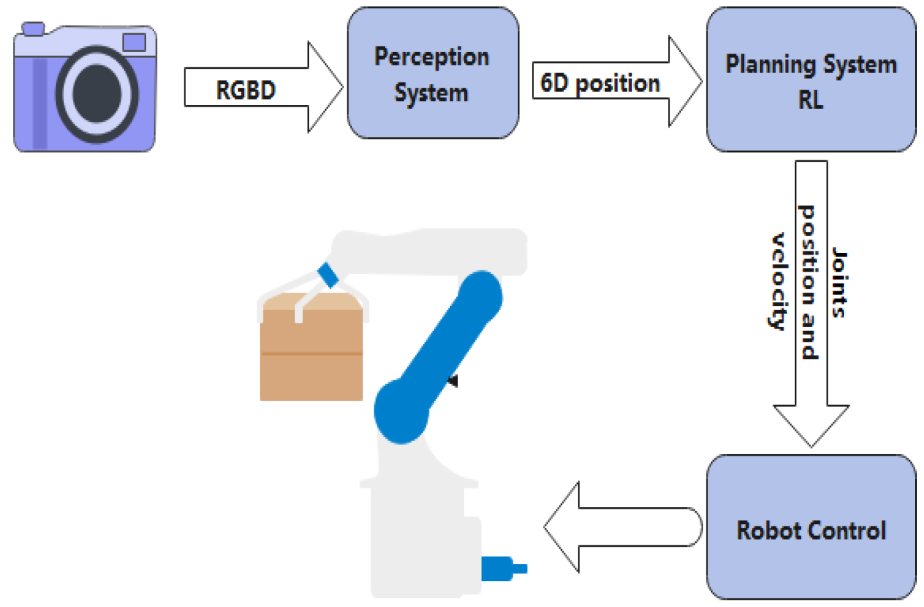 RGBD
Perception
System
6D position
Planning System
RL
Joints
position and
velocity
Robot Control